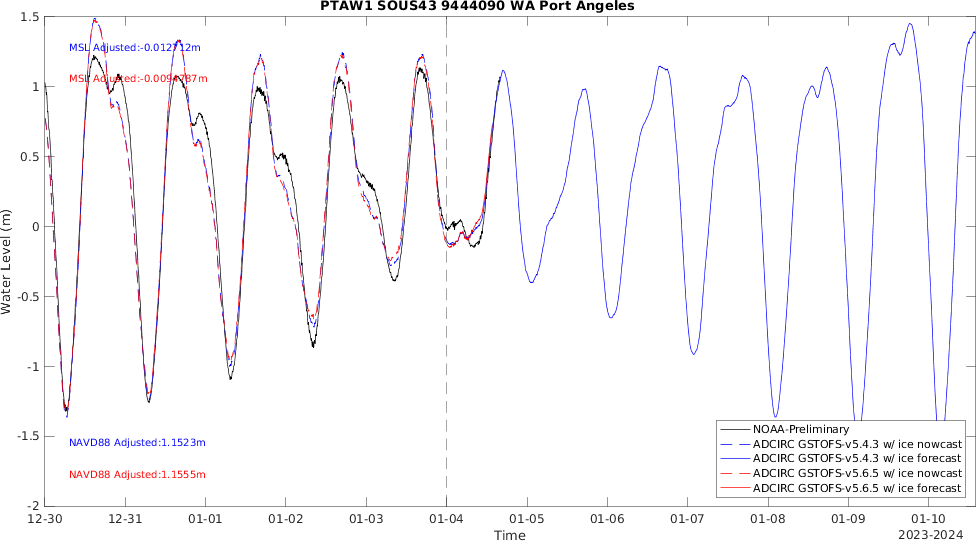 PTAW1 SOUS43 9444090 WA Port Angeles
1.5
1
0.5
0
-0.5
-1
-1.5
-2
Water Level (m)
MSL Adjusted:-0.012712m
MSL Adjusted:-0.0094787m
NAVD88 Adjusted:1.1523m
NAVD88 Adjusted:1.1555m
NOAA-Preliminary
ADCIRC GSTOFS-v5.4.3 w/ ice nowcast
ADCIRC GSTOFS-v5.4.3 w/ ice forecast
ADCIRC GSTOFS-v5.6.5 w/ ice nowcast
ADCIRC GSTOFS-v5.6.5 w/ ice forecast
12-30 12-31 01-01 01-02 01-03 01-04 01-05 01-06 01-07 01-08 01-09 01-10
2023-2024
Time